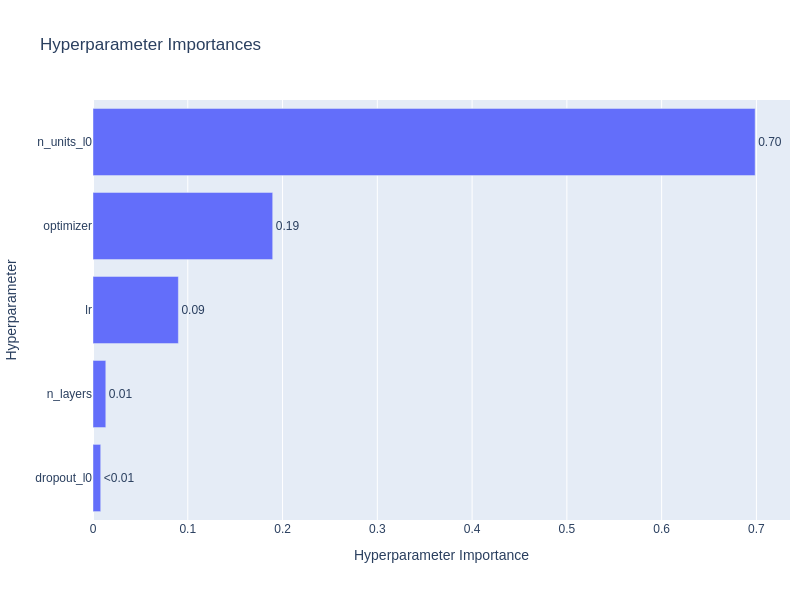 Hyperparameter Importances
n_units_l0
0.70
optimizer
0.19
lr
0.09
n_layers
0.01
dropout_l0
<0.01
0 0.1 0.2 0.3 0.4 0.5 0.6 0.7
Hyperparameter Importance
Hyperparameter